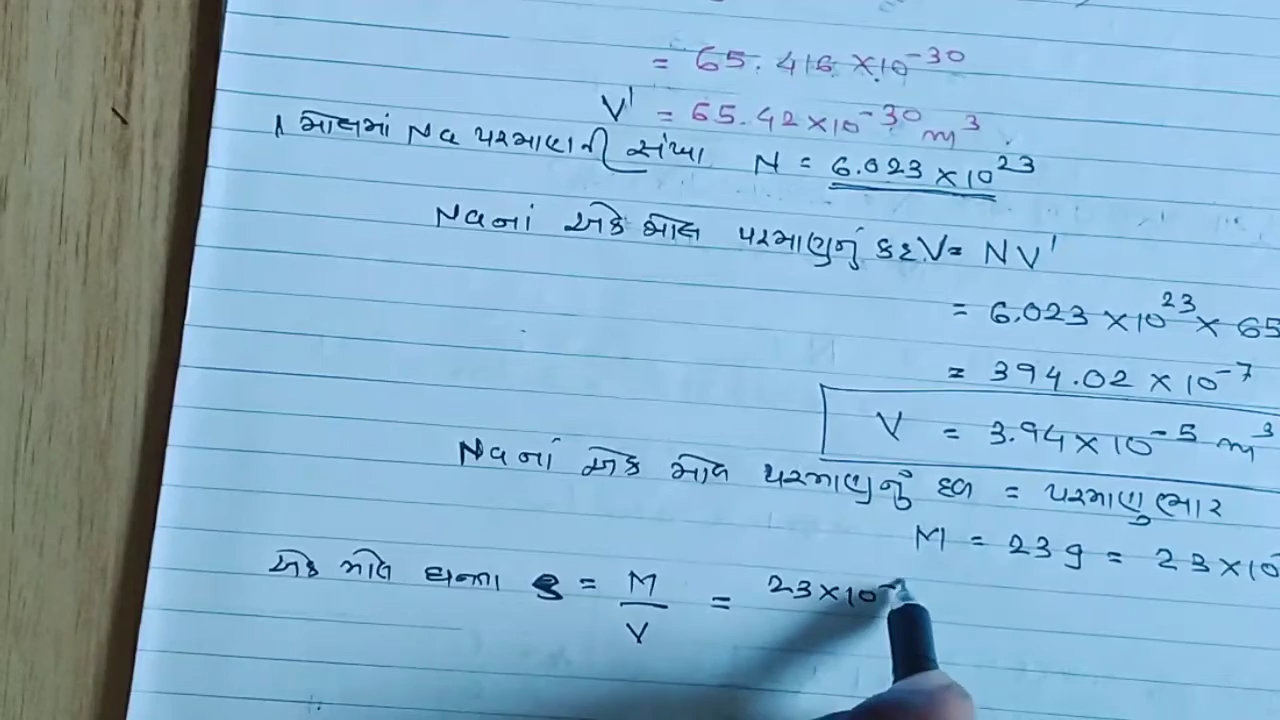 = 65.416 × 10⁻³⁰
V' = 65.42 × 10⁻³⁰ m³
1 મોલમાં Na પરમાણુની સંખ્યા N = 6.023 × 10²³
Naનાં એક મોલ પરમાણુનું કદ V = NV'
= 6.023 × 10²³ × 65
= 394.02 × 10⁻⁷
V = 3.94 × 10⁻⁵ m³
Naનાં એક મોલ પરમાણુનું દળ = પરમાણુભાર
M = 23 g = 23 × 10
એક મોલ ઘનતા ρ = M/V = 23 × 10⁻